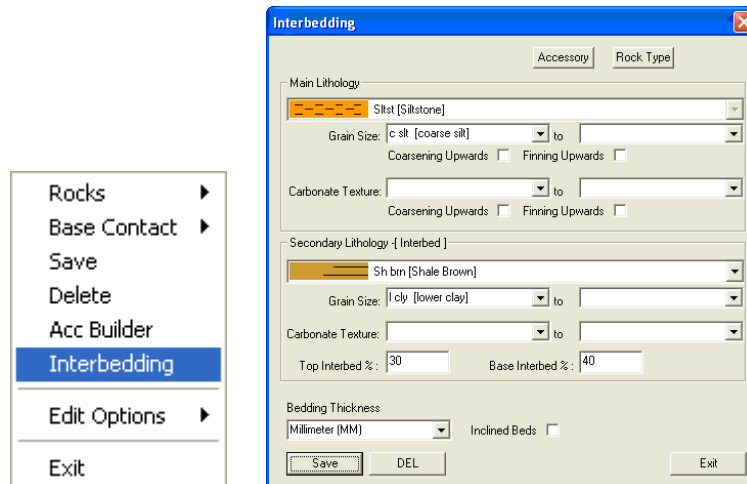 Rocks
Base Contact
Save
Delete
Acc Builder
Interbedding
Edit Options
Exit
Interbedding
Accessory Rock Type
Main Lithology
Sltst [Siltstone]
Grain Size: c slt [coarse silt] to
Coarsening Upwards Finning Upwards
Carbonate Texture: to
Coarsening Upwards Finning Upwards
Secondary Lithology -[ Interbed ]
Sh brn [Shale Brown]
Grain Size: l cly [lower clay] to
Carbonate Texture: to
Top Interbed % : 30 Base Interbed % : 40
Bedding Thickness
Millimeter (MM) Inclined Beds
Save DEL Exit